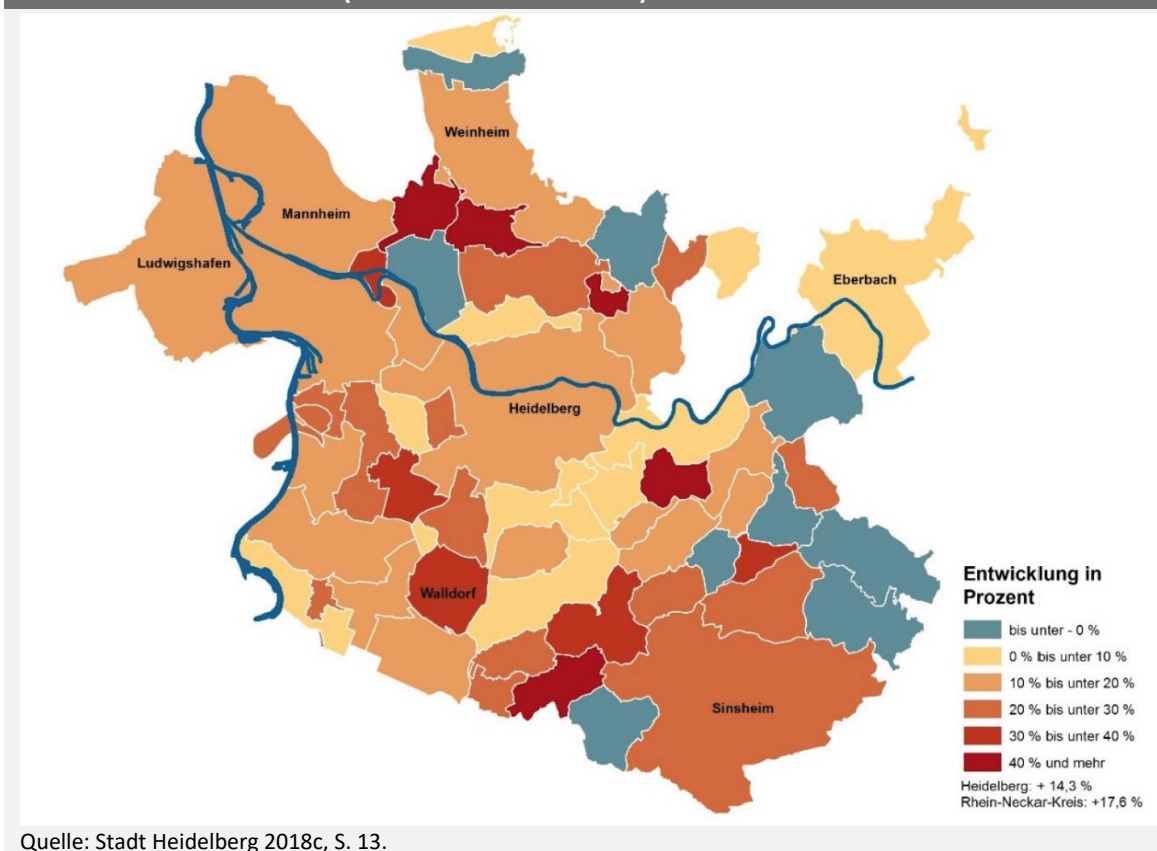 Weinheim
Mannheim
Ludwigshafen
Eberbach
Heidelberg
Walldorf
Sinsheim
Entwicklung in
Prozent
bis unter - 0 %
0 % bis unter 10 %
10 % bis unter 20 %
20 % bis unter 30 %
30 % bis unter 40 %
40 % und mehr
Heidelberg: + 14,3 %
Rhein-Neckar-Kreis: +17,6 %
Quelle: Stadt Heidelberg 2018c, S. 13.